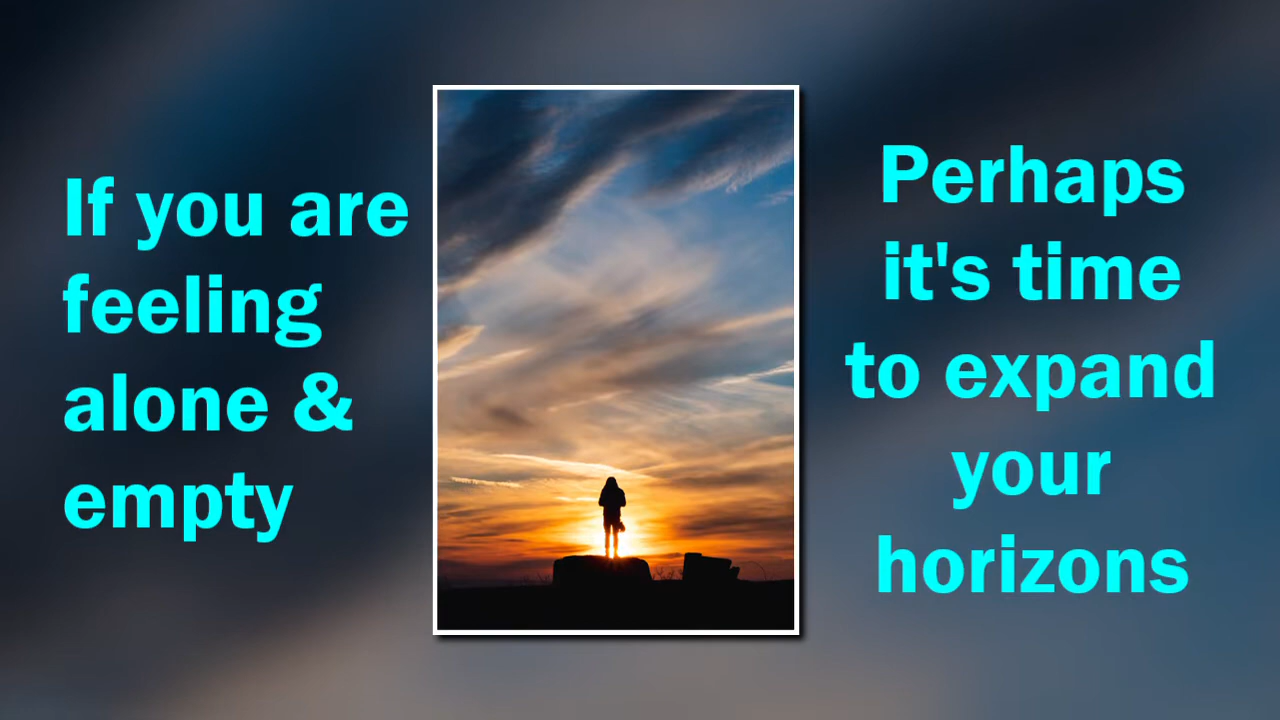 If you are
feeling
alone &
empty
Perhaps
it's time
to expand
your
horizons